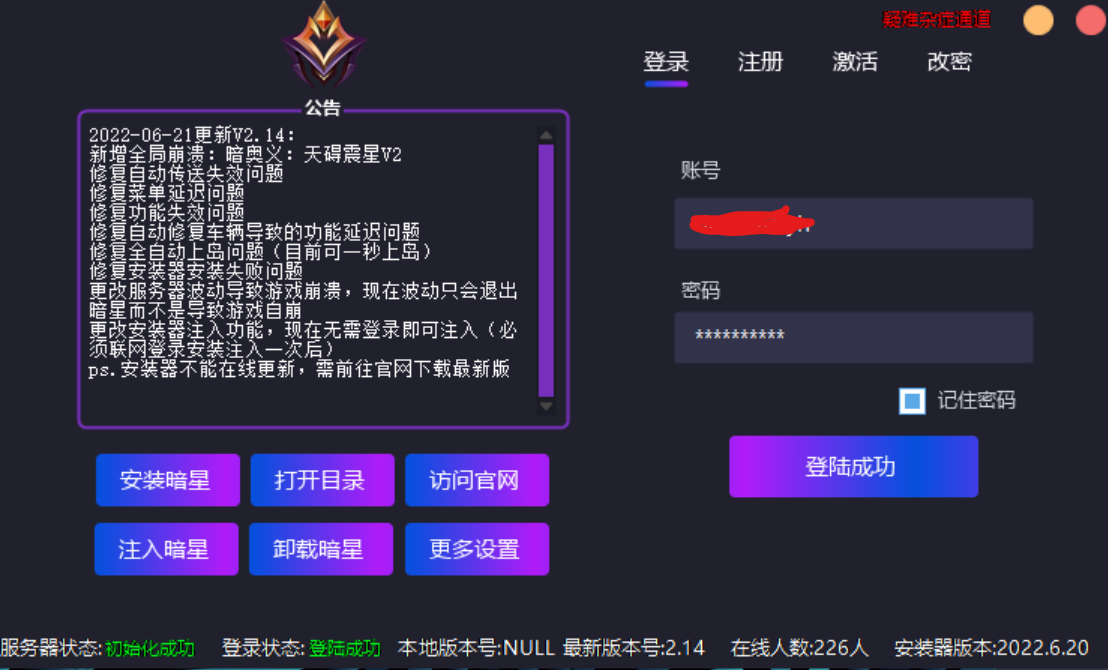 疑难杂症通道
登录 注册 激活 改密
公告
2022-06-21更新V2.14:
新增全局崩溃: 暗奥义: 天碍震星V2
修复自动传送失效问题
修复菜单延迟问题
修复功能失效问题
修复自动修复车辆导致的功能延迟问题
修复全自动上岛问题（目前可一秒上岛）
修复安装器安装失败问题
更改服务器波动导致游戏崩溃，现在波动只会退出
暗星而不是导致游戏自崩
更改安装器注入功能，现在无需登录即可注入（必
须联网登录安装注入一次后）
ps.安装器不能在线更新，需前往官网下载最新版
账号
密码
**********
记住密码
登陆成功
安装暗星 打开目录 访问官网
注入暗星 卸载暗星 更多设置
服务器状态:初始化成功 登录状态:登陆成功 本地版本号:NULL 最新版本号:2.14 在线人数:226人 安装器版本:2022.6.20